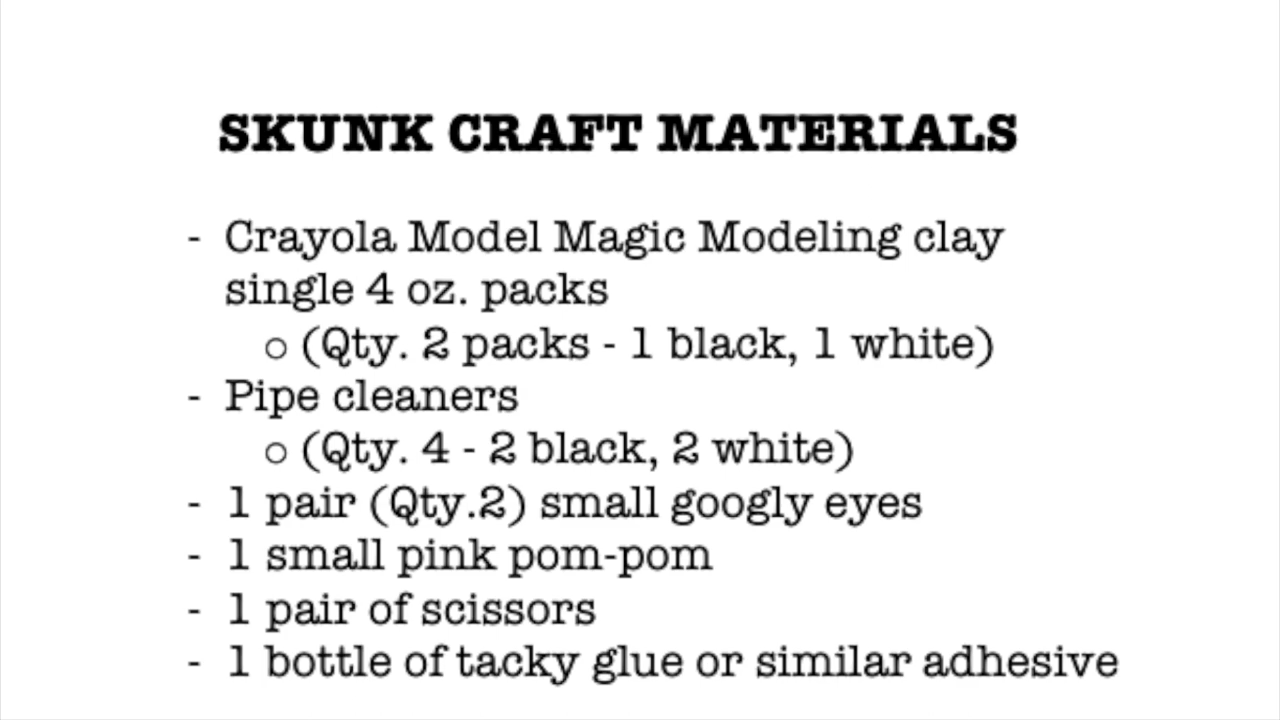 SKUNK CRAFT MATERIALS
- Crayola Model Magic Modeling clay
single 4 oz. packs
o (Qty. 2 packs - 1 black, 1 white)
- Pipe cleaners
o (Qty. 4 - 2 black, 2 white)
- 1 pair (Qty.2) small googly eyes
- 1 small pink pom-pom
- 1 pair of scissors
- 1 bottle of tacky glue or similar adhesive